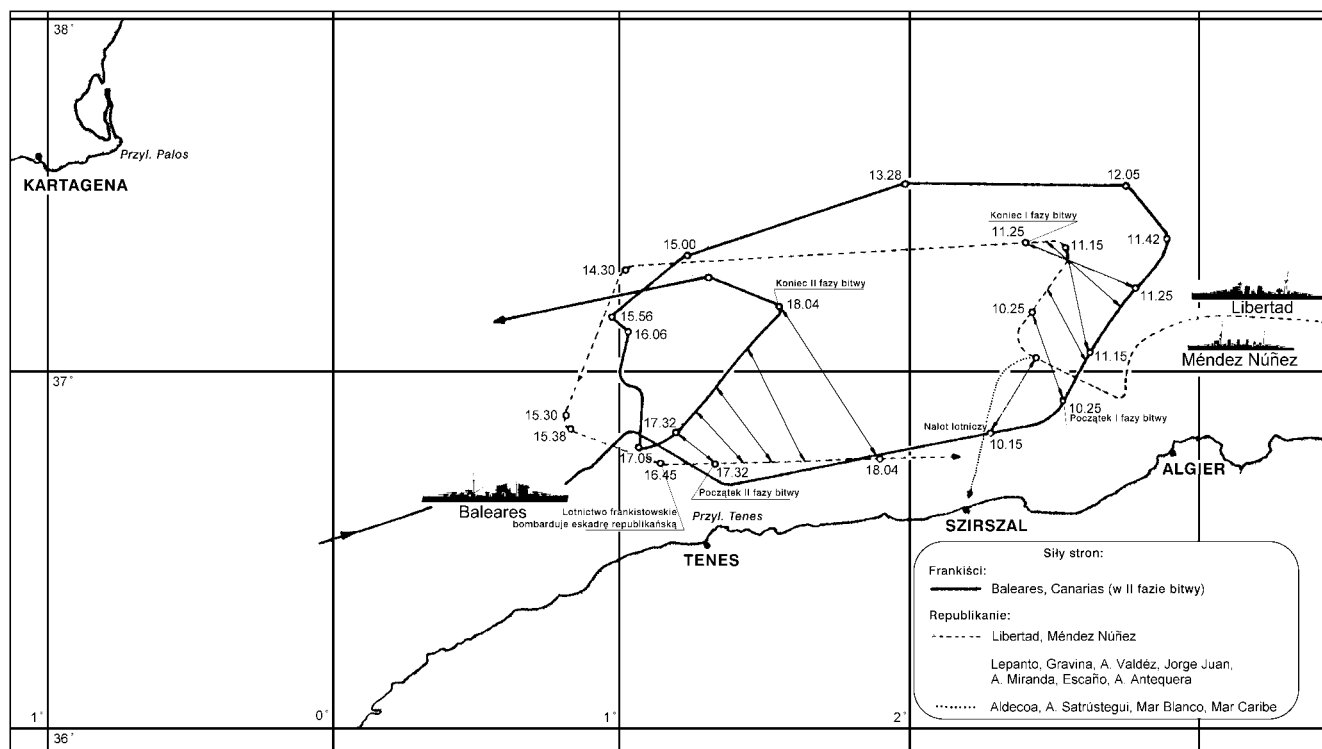 38°
Przyl. Palos
KARTAGENA
13.28
12.05
Koniec I fazy bitwy
11.25
11.15
11.42
15.00
14.30
Koniec II fazy bitwy
18.04
11.25
Libertad
10.25
15.56
16.06
Méndez Núñez
11.15
37°
10.25
Początek I fazy bitwy
15.30
15.38
17.32
Nalot lotniczy
10.15
17.05
16.45
17.32
18.04
ALGIER
Początek II fazy bitwy
Baleares
Lotnictwo frankistowskie
bombarduje eskadrę republikańską
Przyl. Tenes
SZIRSZAL
TENES
Siły stron:
Frankiści:
Baleares, Canarias (w II fazie bitwy)
Republikanie:
Libertad, Méndez Núñez
Lepanto, Gravina, A. Valdéz, Jorge Juan,
A. Miranda, Escaño, A. Antequera
Aldecoa, A. Satrústegui, Mar Blanco, Mar Caribe
1°
0°
1°
2°
36°